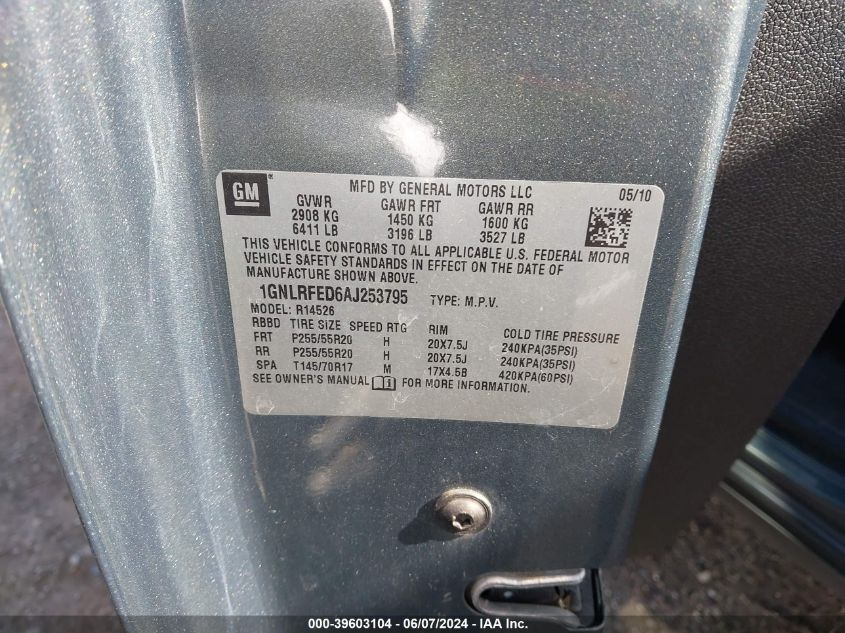 GM ®
MFD BY GENERAL MOTORS LLC 05/10
GVWR GAWR FRT GAWR RR
2908 KG 1450 KG 1600 KG
6411 LB 3196 LB 3527 LB
THIS VEHICLE CONFORMS TO ALL APPLICABLE U.S. FEDERAL MOTOR
VEHICLE SAFETY STANDARDS IN EFFECT ON THE DATE OF
MANUFACTURE SHOWN ABOVE.
1GNLRFED6AJ253795 TYPE: M.P.V.
MODEL: R14526
RBBD TIRE SIZE SPEED RTG RIM COLD TIRE PRESSURE
FRT P255/55R20 H 20X7.5J 240KPA(35PSI)
RR P255/55R20 H 20X7.5J 240KPA(35PSI)
SPA T145/70R17 M 17X4.5B 420KPA(60PSI)
SEE OWNER'S MANUAL i FOR MORE INFORMATION.
000-39603104 - 06/07/2024 - IAA Inc.